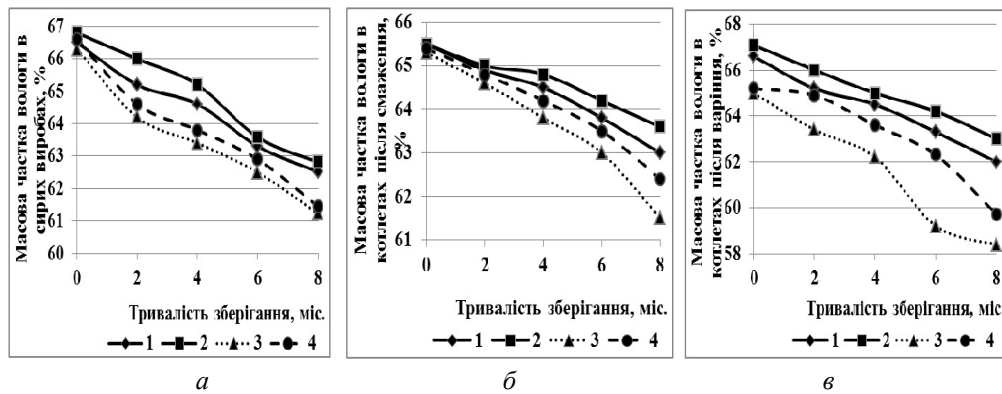 Масова частка вологи в
сирих виробах, %
67
66
65
64
63
62
61
60
0 2 4 6 8
Тривалість зберігання, міс.
1 2 3 4
а
Масова частка вологи в
котлетах після смаження,
%
66
65
64
63
62
61
0 2 4 6 8
Тривалість зберігання, міс.
1 2 3 4
б
Масова частка вологи в
котлетах після варіння, %
68
66
64
62
60
58
0 2 4 6 8
Тривалість зберігання, міс.
1 2 3 4
в